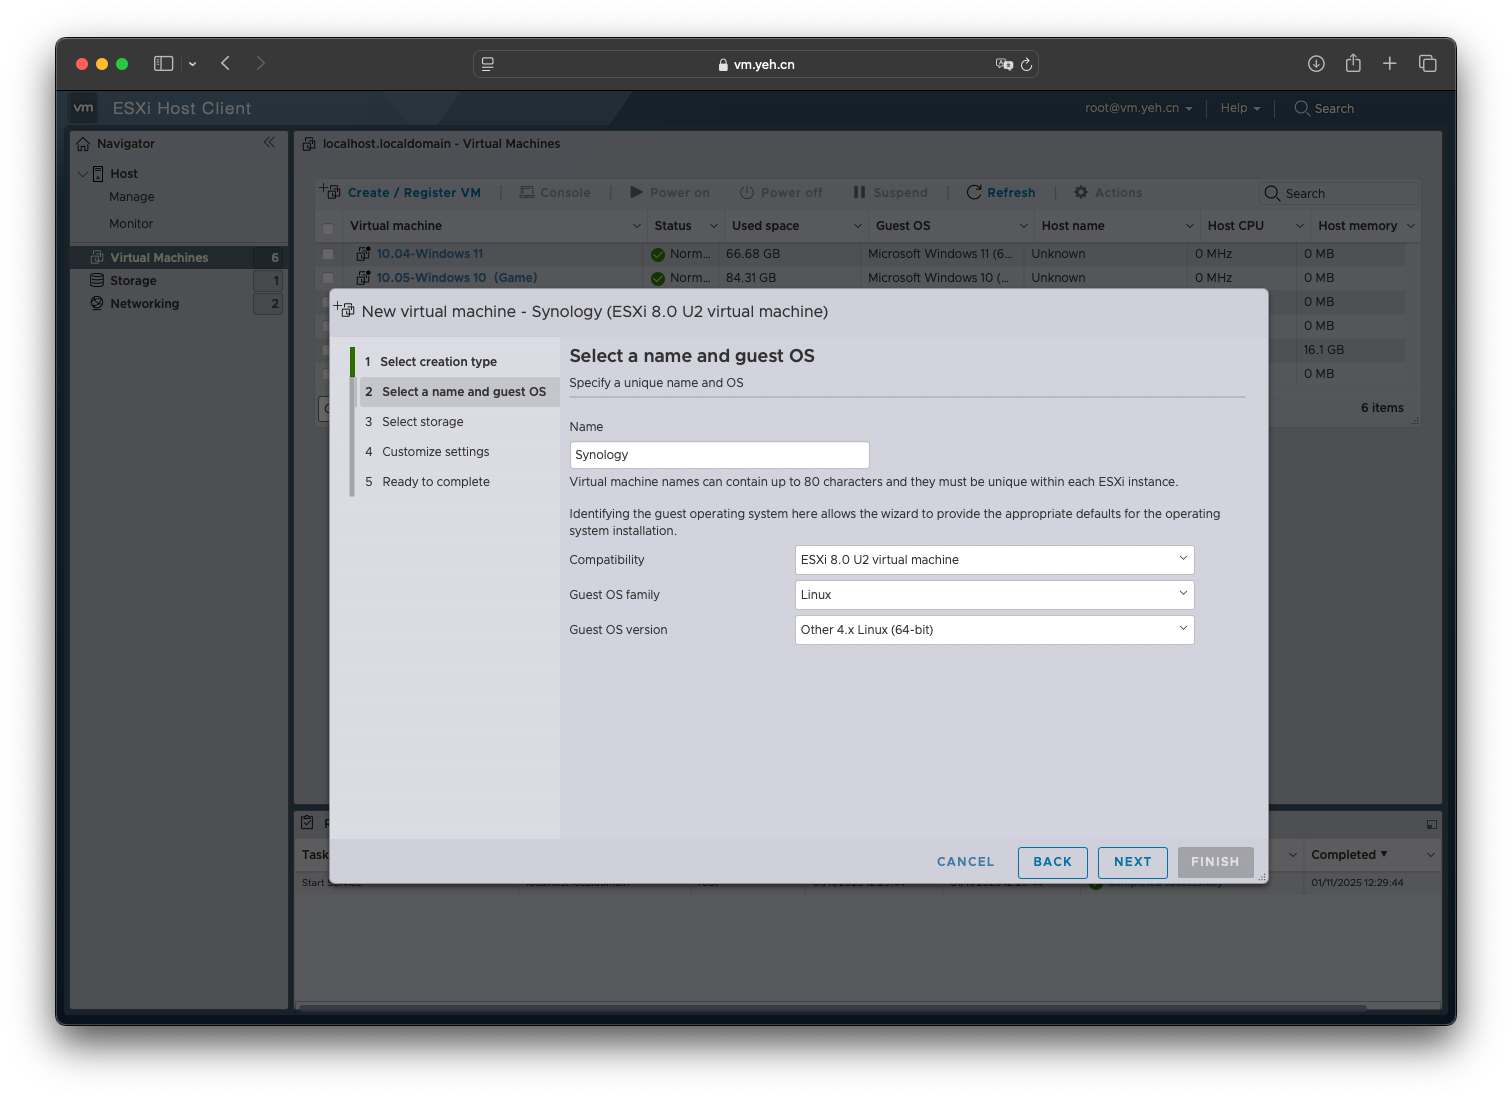 vm.yeh.cn
vm ESXi Host Client
root@vm.yeh.cn Help Search
Navigator
Host
Manage
Monitor
Virtual Machines 6
Storage 1
Networking 2
localhost.localdomain - Virtual Machines
Create / Register VM Console Power on Power off Suspend Refresh Actions Search
Virtual machine Status Used space Guest OS Host name Host CPU Host memory
10.04-Windows 11 Norm... 66.68 GB Microsoft Windows 11 (6... Unknown 0 MHz 0 MB
10.05-Windows 10 (Game) Norm... 84.31 GB Microsoft Windows 10 (... Unknown 0 MHz 0 MB
0 MB
0 MB
16.1 GB
0 MB
6 items
New virtual machine - Synology (ESXi 8.0 U2 virtual machine)
1 Select creation type
2 Select a name and guest OS
3 Select storage
4 Customize settings
5 Ready to complete
Select a name and guest OS
Specify a unique name and OS
Name
Synology
Virtual machine names can contain up to 80 characters and they must be unique within each ESXi instance.
Identifying the guest operating system here allows the wizard to provide the appropriate defaults for the operating
system installation.
Compatibility ESXi 8.0 U2 virtual machine
Guest OS family Linux
Guest OS version Other 4.x Linux (64-bit)
CANCEL BACK NEXT FINISH
Task Completed
Start 01/11/2025 12:29:44